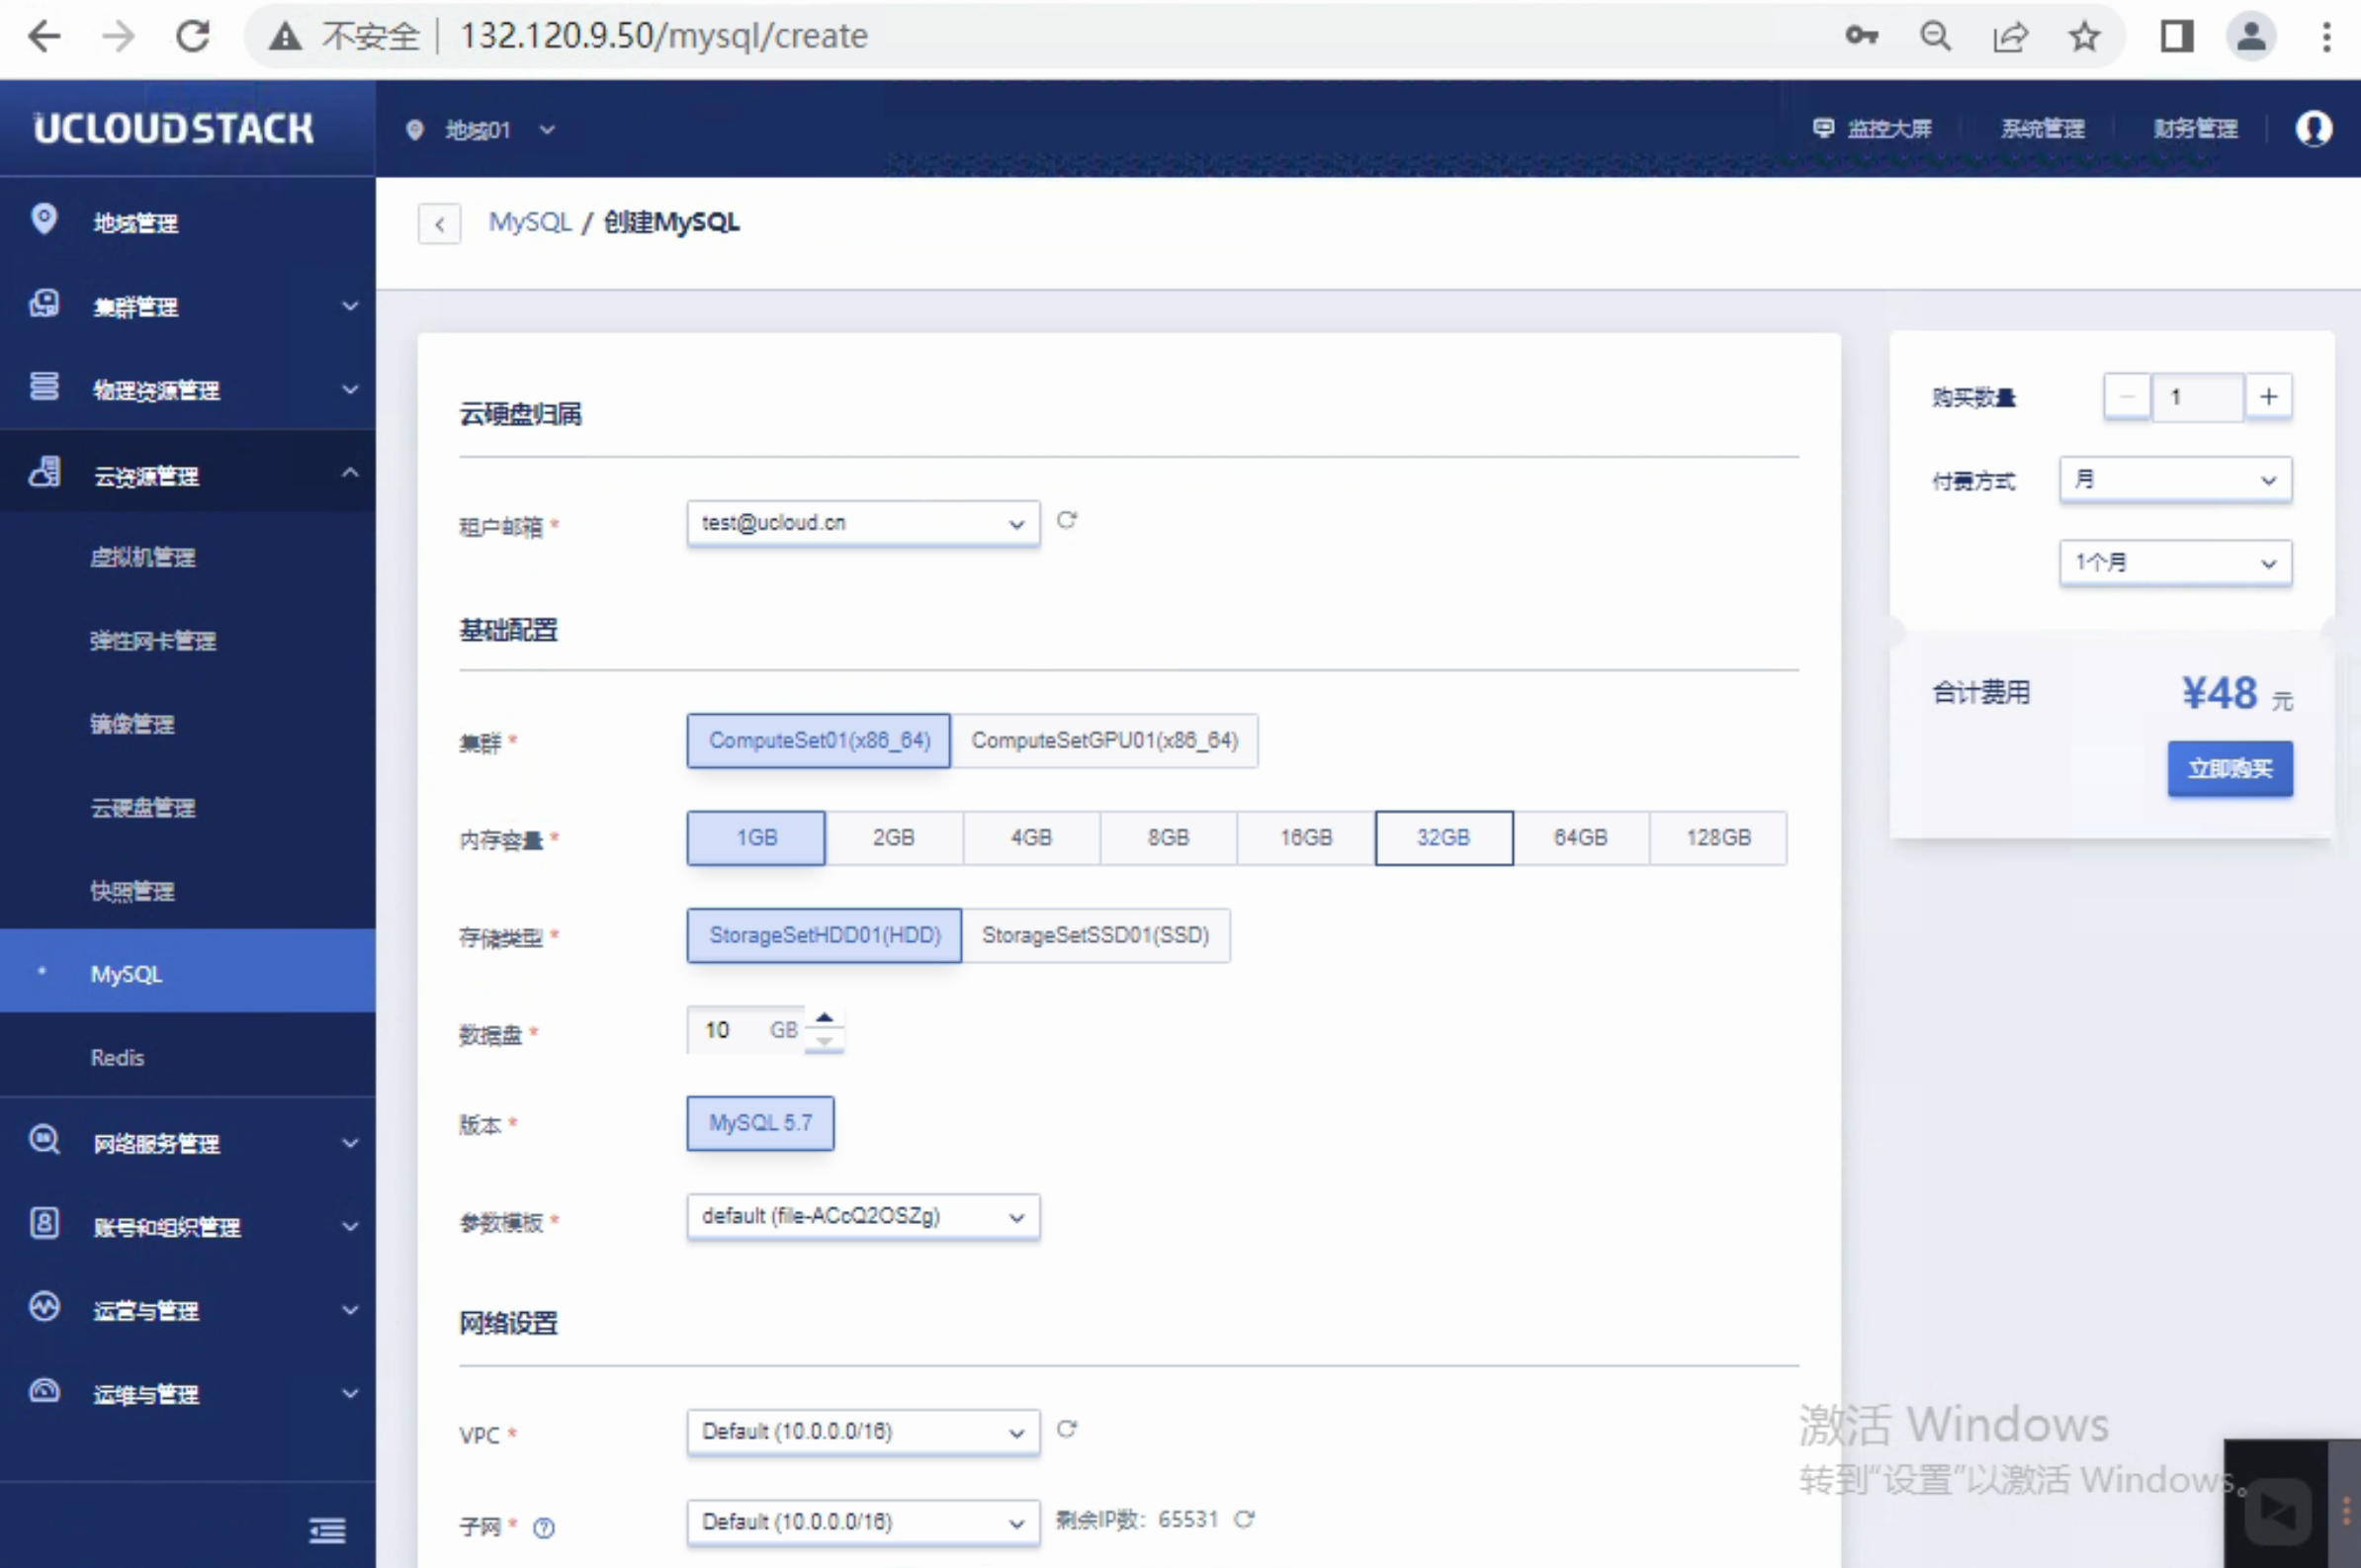 不安全 132.120.9.50/mysql/create
UCLOUDSTACK
地域01
监控大屏
系统管理
财务管理
地域管理
集群管理
物理资源管理
云资源管理
虚拟机管理
弹性网卡管理
镜像管理
云硬盘管理
快照管理
MySQL
Redis
网络服务管理
账号和组织管理
运营与管理
运维与管理
MySQL / 创建MySQL
云硬盘归属
租户邮箱 * test@ucloud.cn
基础配置
集群 * ComputeSet01(x86_64) ComputeSetGPU01(x86_64)
内存容量 * 1GB 2GB 4GB 8GB 16GB 32GB 64GB 128GB
存储类型 * StorageSetHDD01(HDD) StorageSetSSD01(SSD)
数据盘 * 10 GB
版本 * MySQL 5.7
参数模板 * default (file-ACcQ2OSZg)
网络设置
VPC * Default (10.0.0.0/16)
子网 * Default (10.0.0.0/16) 剩余IP数: 65531
购买数量 1
付费方式 月
1个月
合计费用 ¥48 元
立即购买
激活 Windows
转到"设置"以激活 Windows。